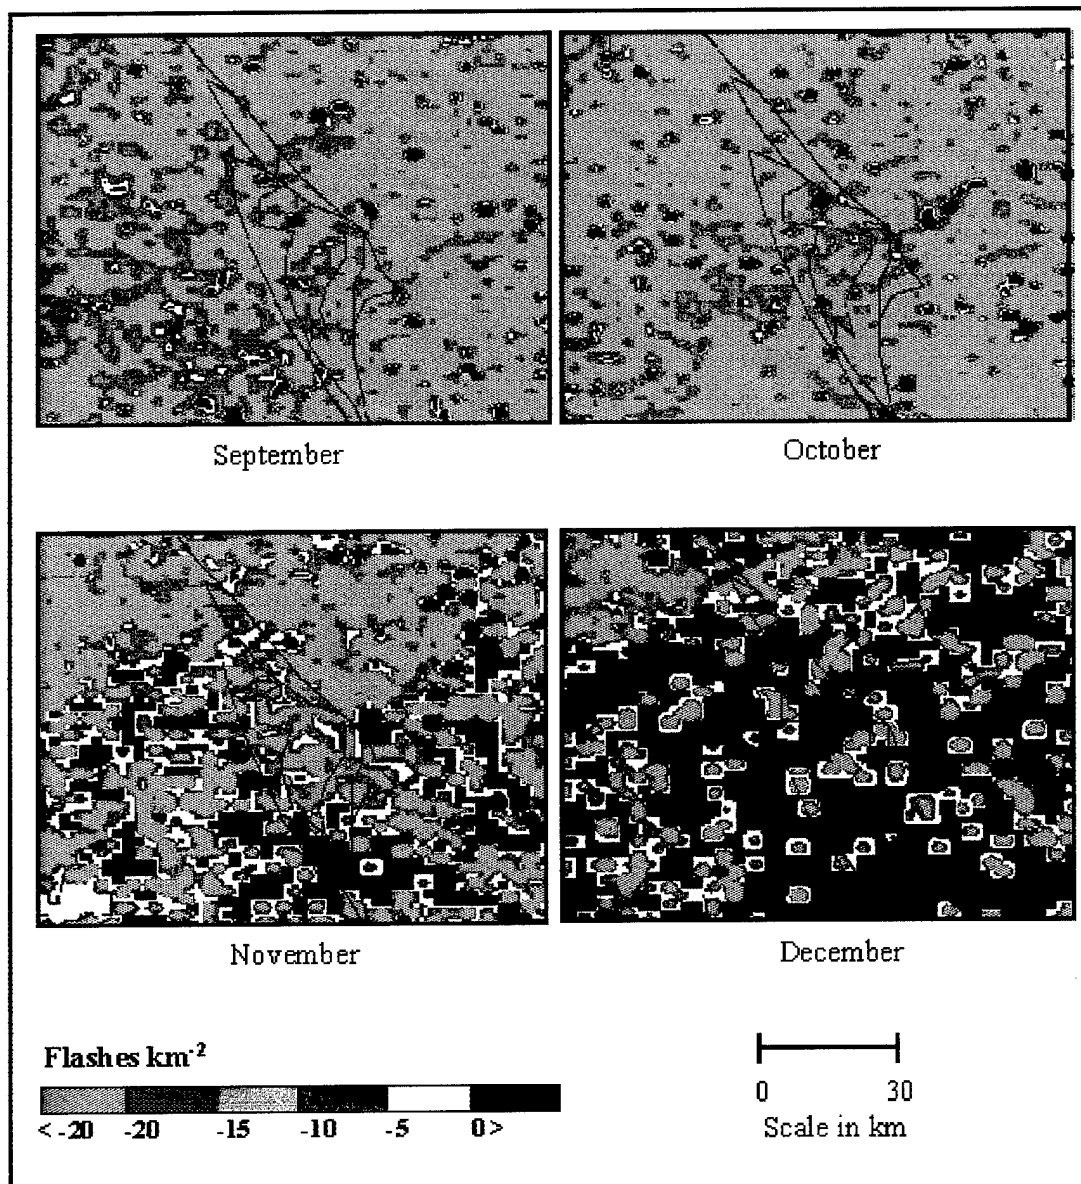 September
October
November
December
Flashes km-2
< -20 -20 -15 -10 -5 0>
0 30
Scale in km